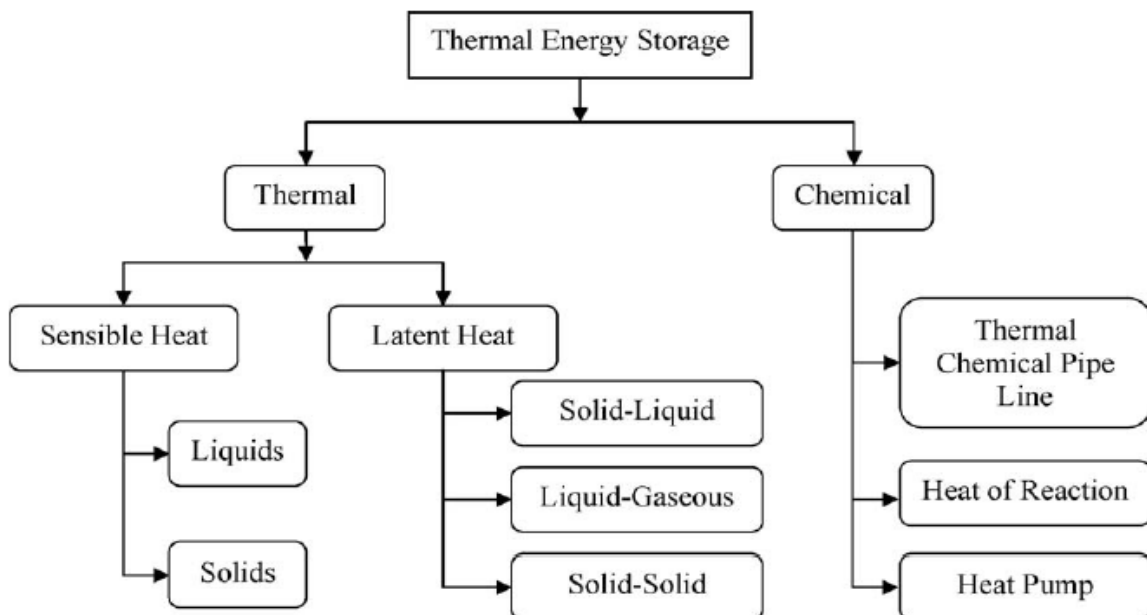 Thermal Energy Storage
Thermal
Chemical
Sensible Heat
Latent Heat
Thermal
Chemical Pipe
Line
Solid-Liquid
Liquids
Liquid-Gaseous
Heat of Reaction
Solids
Solid-Solid
Heat Pump